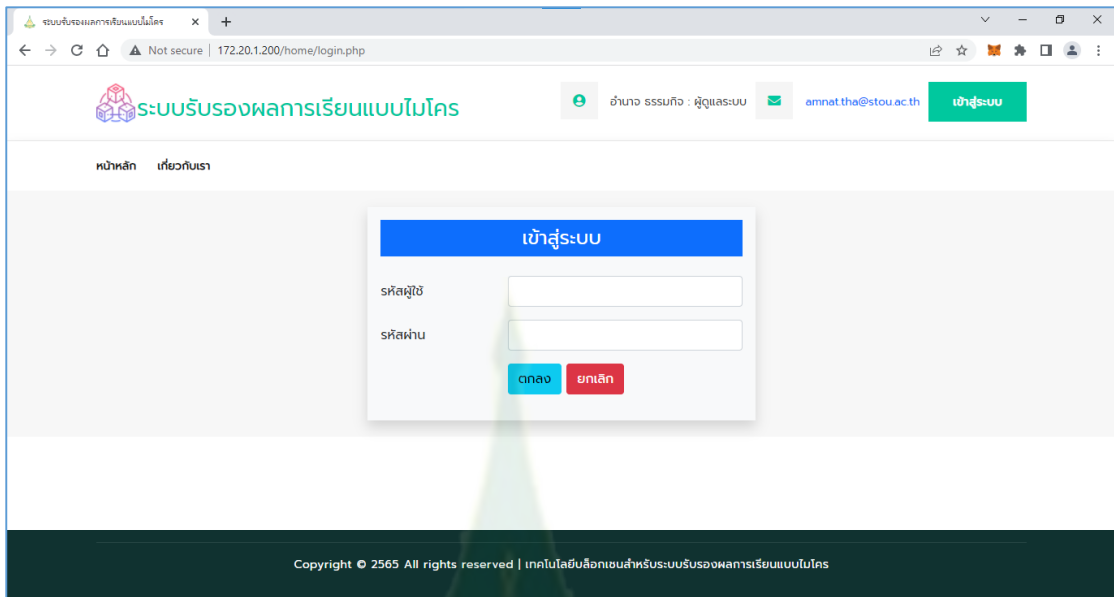 ระบบรับรองผลการเรียนแบบไมโคร
Not secure | 172.20.1.200/home/login.php
ระบบรับรองผลการเรียนแบบไมโคร
อำนาจ ธรรมกิจ : ผู้ดูแลระบบ
amnat.tha@stou.ac.th
เข้าสู่ระบบ
หน้าหลัก เกี่ยวกับเรา
เข้าสู่ระบบ
รหัสผู้ใช้
รหัสผ่าน
ตกลง ยกเลิก
Copyright © 2565 All rights reserved | เทคโนโลยีบล็อกเชนสำหรับระบบรับรองผลการเรียนแบบไมโคร